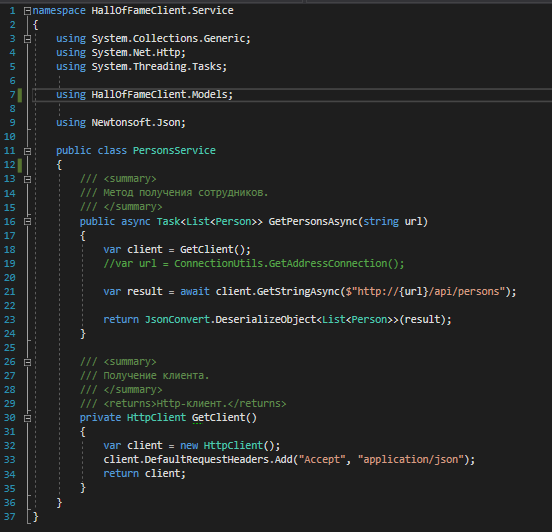 1 namespace HallOfFameClient.Service
2 {
3 using System.Collections.Generic;
4 using System.Net.Http;
5 using System.Threading.Tasks;
6
7 using HallOfFameClient.Models;
8
9 using Newtonsoft.Json;
10
11 public class PersonsService
12 {
13 /// <summary>
14 /// Метод получения сотрудников.
15 /// </summary>
16 public async Task<List<Person>> GetPersonsAsync(string url)
17 {
18 var client = GetClient();
19 //var url = ConnectionUtils.GetAddressConnection();
20
21 var result = await client.GetStringAsync($"http://{url}/api/persons");
22
23 return JsonConvert.DeserializeObject<List<Person>>(result);
24 }
25
26 /// <summary>
27 /// Получение клиента.
28 /// </summary>
29 /// <returns>Http-клиент.</returns>
30 private HttpClient GetClient()
31 {
32 var client = new HttpClient();
33 client.DefaultRequestHeaders.Add("Accept", "application/json");
34 return client;
35 }
36 }
37 }